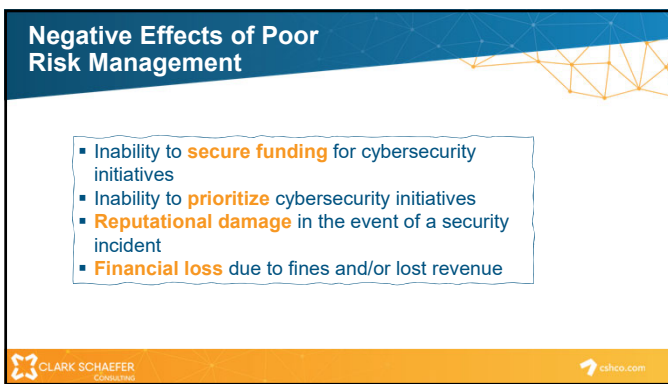 Negative Effects of Poor
Risk Management
▪ Inability to secure funding for cybersecurity
initiatives
▪ Inability to prioritize cybersecurity initiatives
▪ Reputational damage in the event of a security
incident
▪ Financial loss due to fines and/or lost revenue
CLARK SCHAEFER
CONSULTING
cshco.com